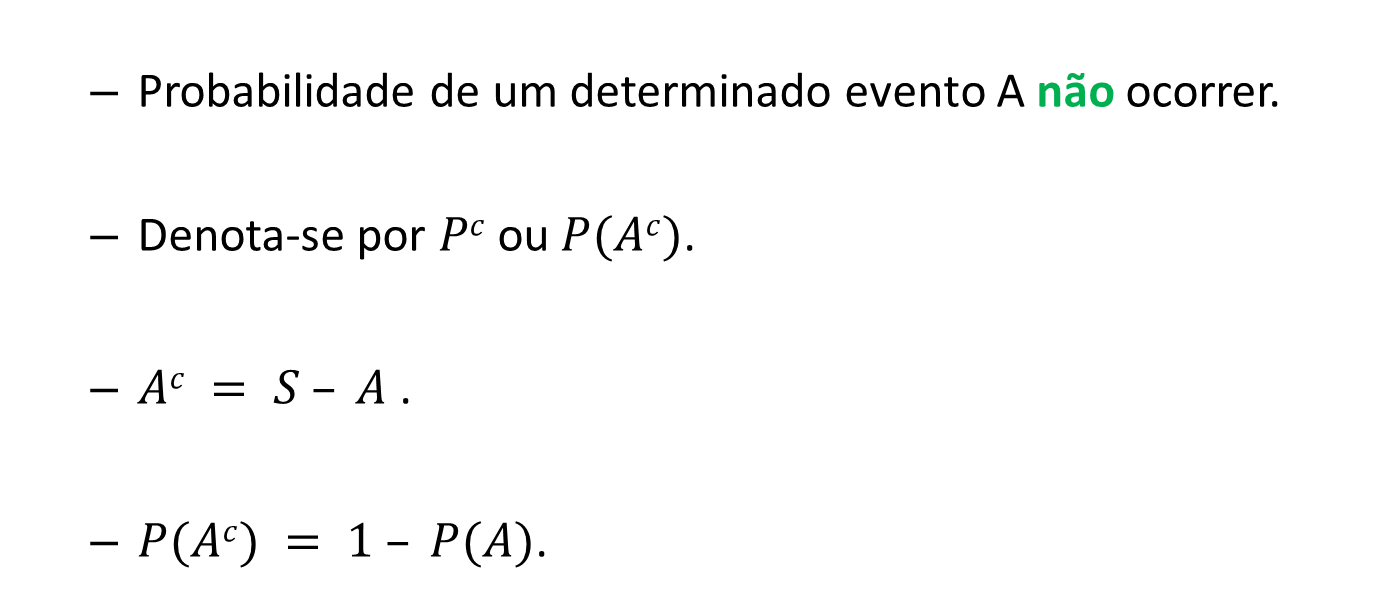 – Probabilidade de um determinado evento A não ocorrer.
– Denota-se por Pᶜ ou P(Aᶜ).
– Aᶜ = S – A .
– P(Aᶜ) = 1 – P(A).